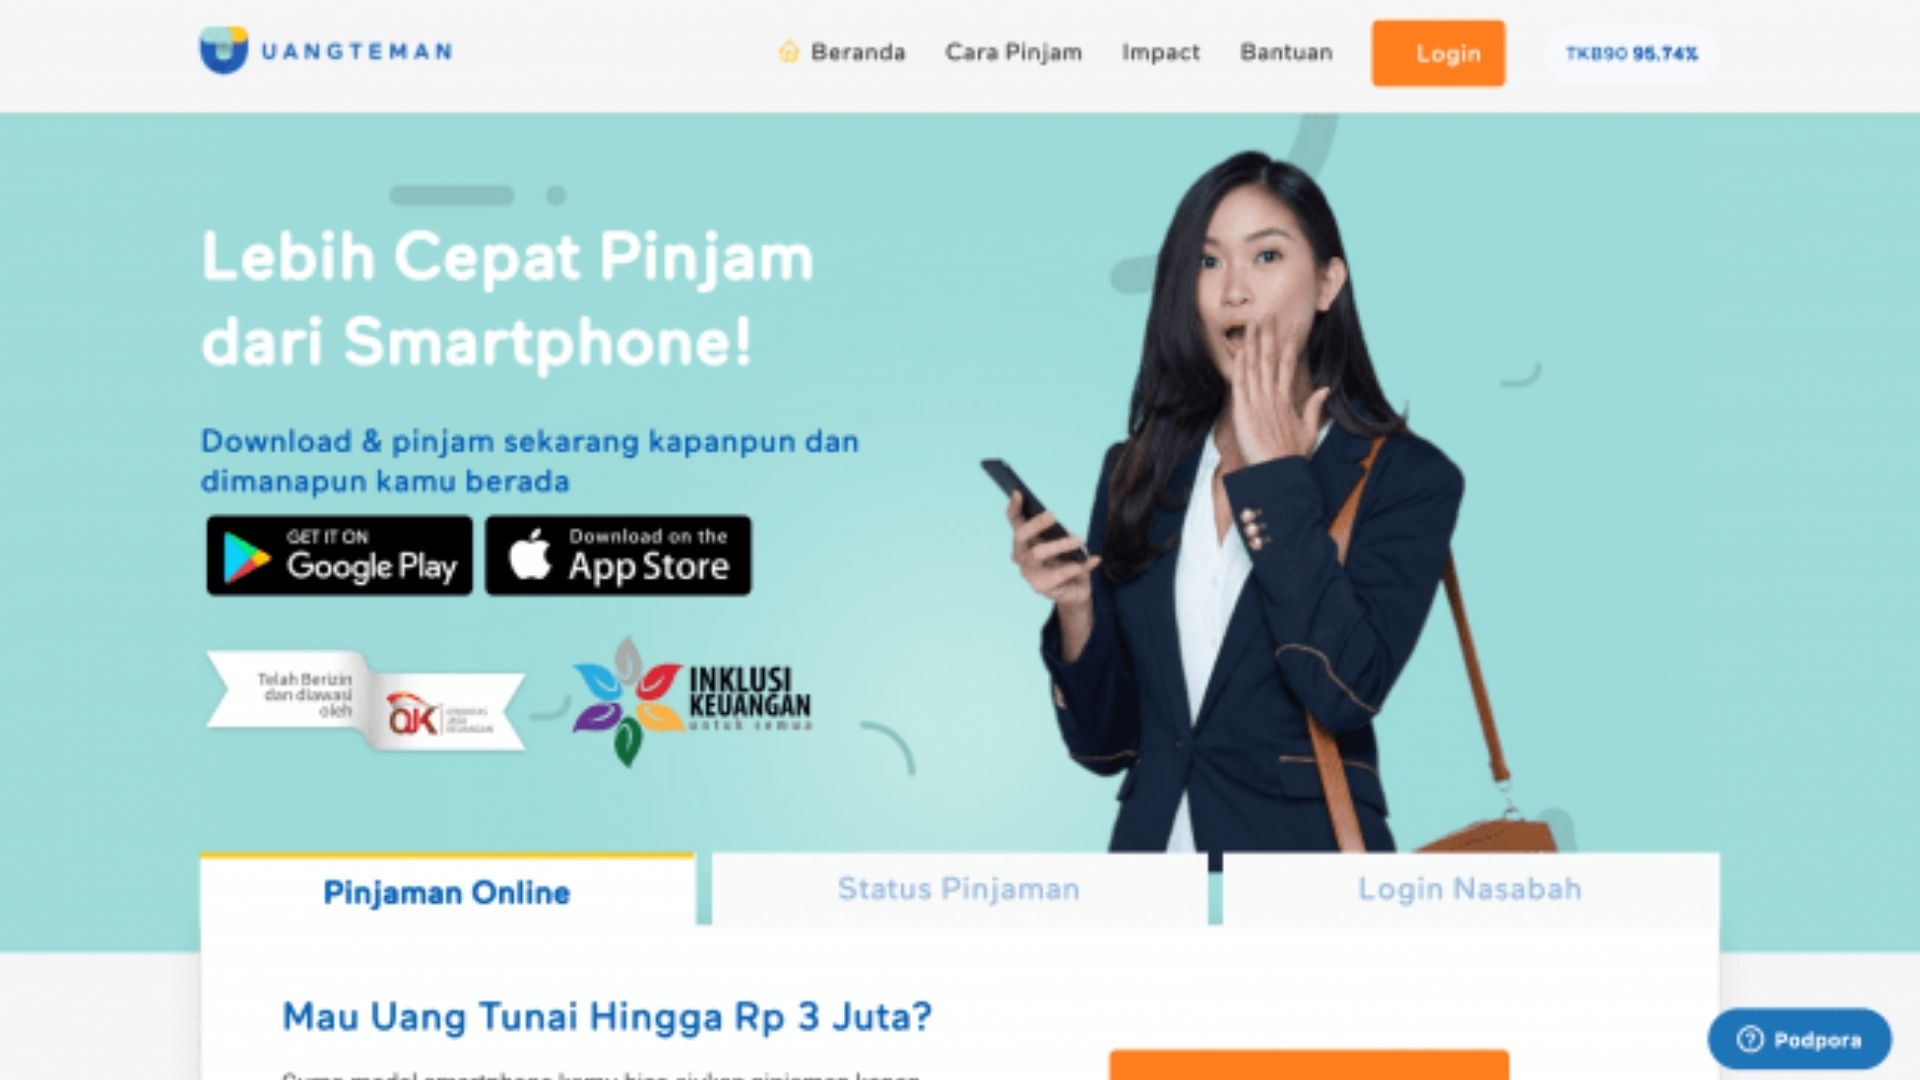 UANGTEMAN
Beranda
Cara Pinjam
Impact
Bantuan
Login
TKB90 95.74%
Lebih Cepat Pinjam
dari Smartphone!
Download & pinjam sekarang kapanpun dan
dimanapun kamu berada
GET IT ON
Google Play
Download on the
App Store
Telah Berizin
dan diawasi
oleh
OJK
INKLUSI
KEUANGAN
untuk semua
Pinjaman Online
Status Pinjaman
Login Nasabah
Mau Uang Tunai Hingga Rp 3 Juta?
Podpora